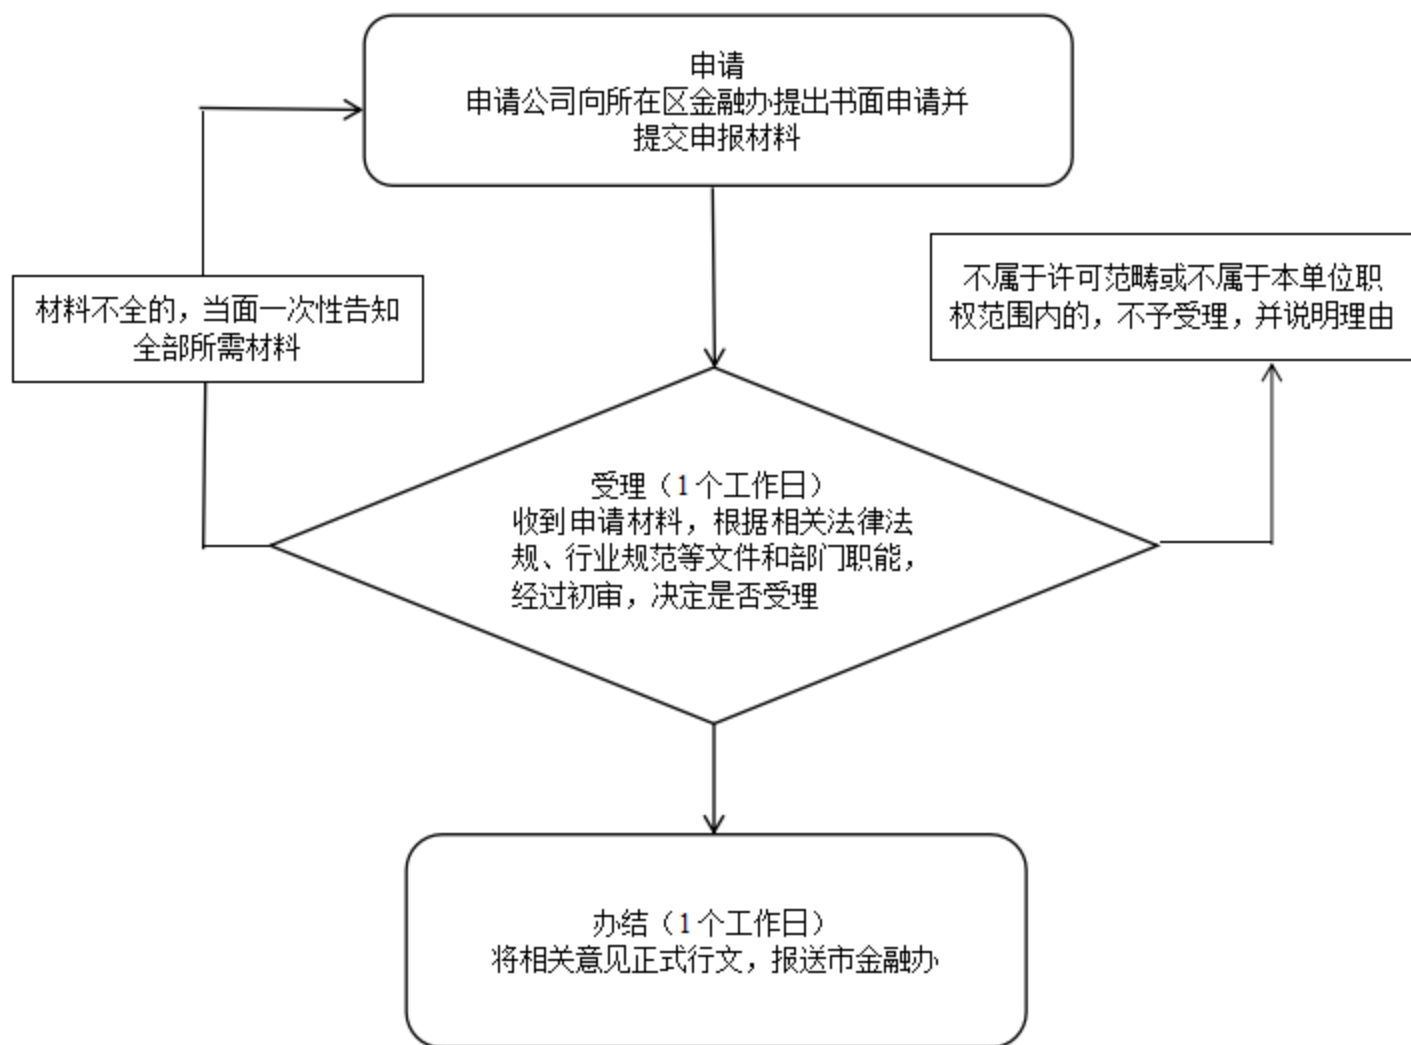 申请
申请公司向所在区金融办提出书面申请并
提交申报材料
材料不全的，当面一次性告知
全部所需材料
不属于许可范畴或不属于本单位职
权范围内的，不予受理，并说明理由
受理（1个工作日）
收到申请材料，根据相关法律法
规、行业规范等文件和部门职能，
经过初审，决定是否受理
办结（1个工作日）
将相关意见正式行文，报送市金融办